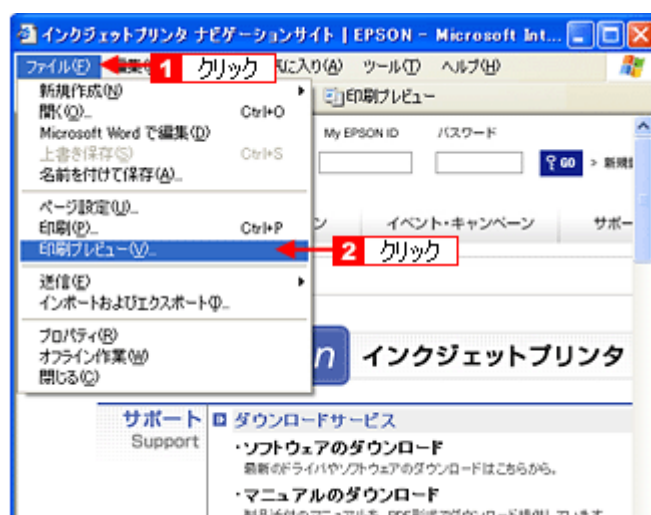 インクジェットプリンタ ナビゲーションサイト | EPSON - Microsoft Int...
ファイル(F) 1 クリック に入り(A) ツール(T) ヘルプ(H)
新規作成(N)
印刷プレビュー
開く(O)... Ctrl+O
Microsoft Word で編集(D)
My EPSON ID パスワード
上書き保存(S) Ctrl+S
GO > 新規
名前を付けて保存(A)...
ページ設定(U)...
印刷(P)... Ctrl+P
ン イベント・キャンペーン サポー
印刷プレビュー(V)... 2 クリック
送信(E)
インポートおよびエクスポート(I)...
プロパティ(R)
オフライン作業(W)
n インクジェットプリンタ
閉じる(C)
サポート ダウンロードサービス
Support
・ソフトウェアのダウンロード
最新のドライバやソフトウェアのダウンロードはこちらから。
・マニュアルのダウンロード